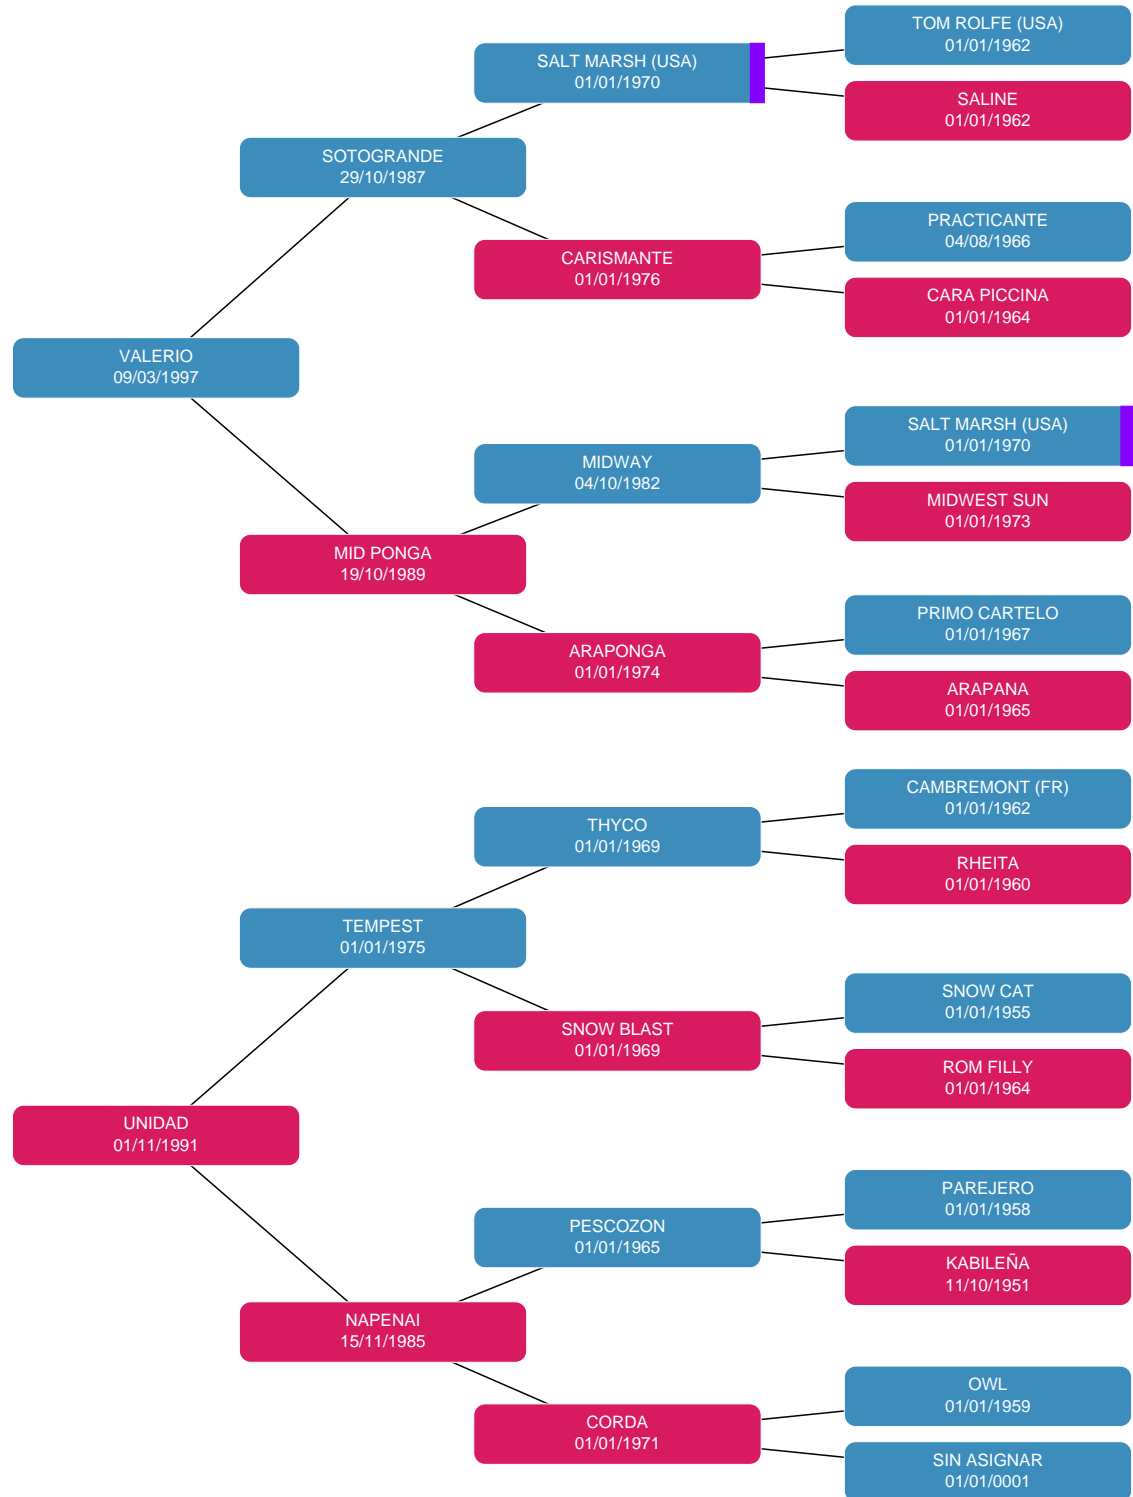 TOM ROLFE (USA)
01/01/1962
SALT MARSH (USA)
01/01/1970
SALINE
01/01/1962
SOTOGRANDE
29/10/1987
PRACTICANTE
04/08/1966
CARISMANTE
01/01/1976
CARA PICCINA
01/01/1964
VALERIO
09/03/1997
SALT MARSH (USA)
01/01/1970
MIDWAY
04/10/1982
MIDWEST SUN
01/01/1973
MID PONGA
19/10/1989
PRIMO CARTELO
01/01/1967
ARAPONGA
01/01/1974
ARAPANA
01/01/1965
CAMBREMONT (FR)
01/01/1962
THYCO
01/01/1969
RHEITA
01/01/1960
TEMPEST
01/01/1975
SNOW CAT
01/01/1955
SNOW BLAST
01/01/1969
ROM FILLY
01/01/1964
UNIDAD
01/11/1991
PAREJERO
01/01/1958
PESCOZON
01/01/1965
KABILEÑA
11/10/1951
NAPENAI
15/11/1985
OWL
01/01/1959
CORDA
01/01/1971
SIN ASIGNAR
01/01/0001